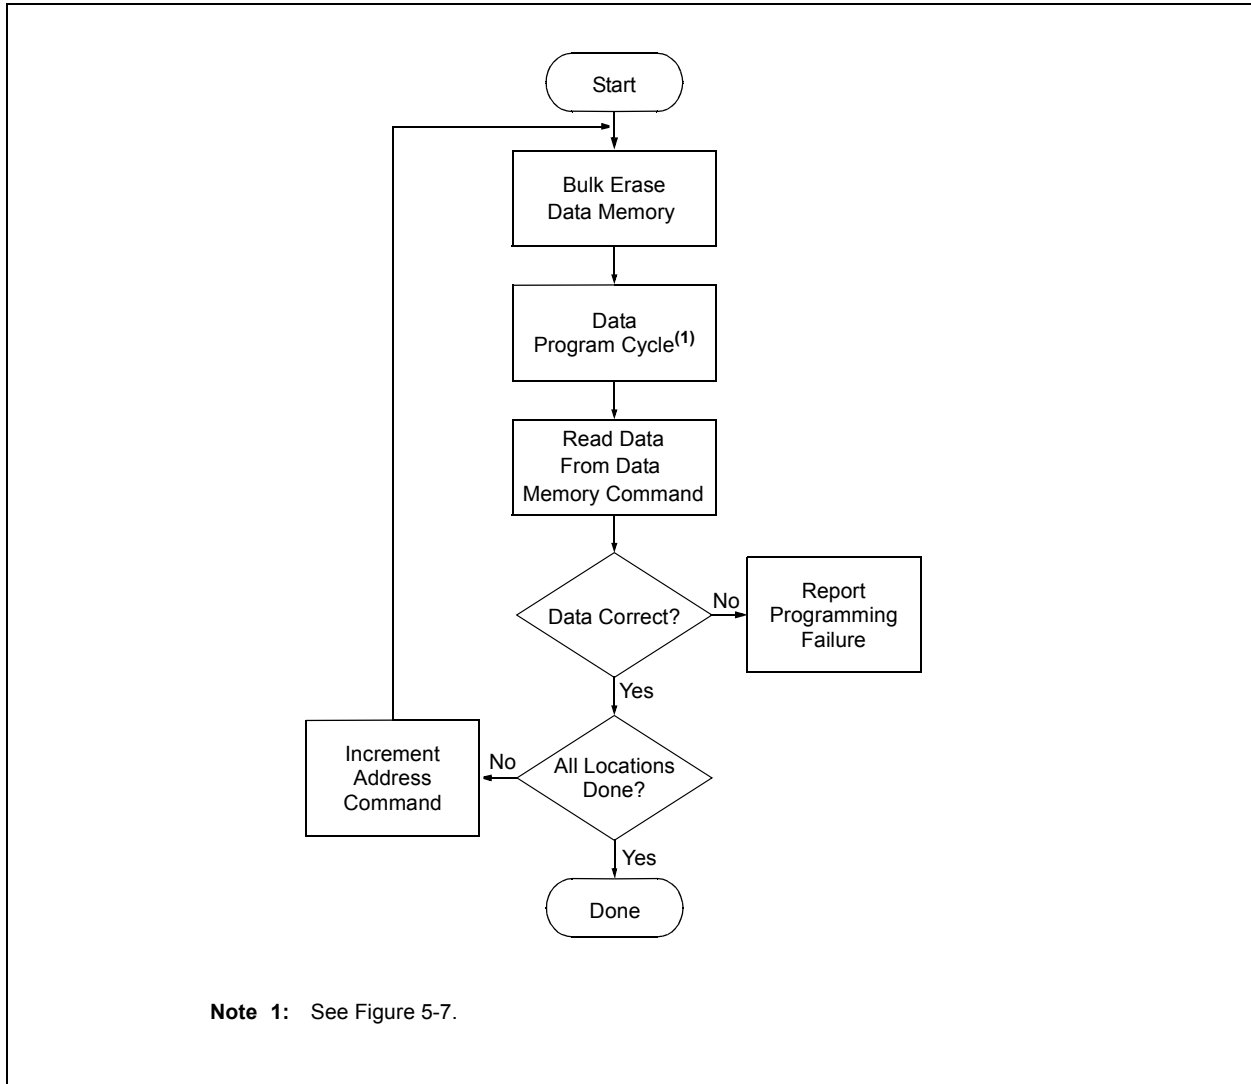 Start
Bulk Erase
Data Memory
Data
Program Cycle(1)
Read Data
From Data
Memory Command
Data Correct?
No
Report
Programming
Failure
Yes
All Locations
Done?
No
Increment
Address
Command
Yes
Done
Note 1: See Figure 5-7.